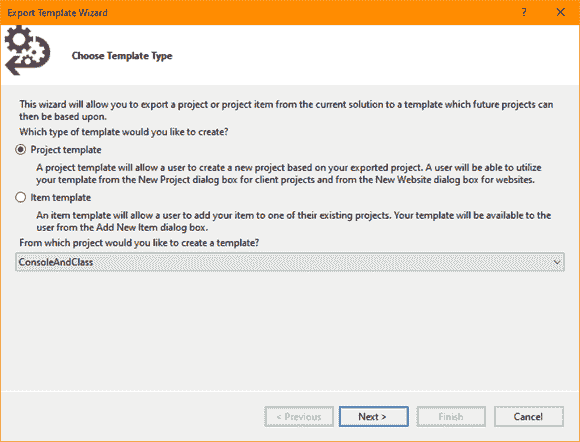 Export Template Wizard
?
Choose Template Type
This wizard will allow you to export a project or project item from the current solution to a template which future projects can
then be based upon.
Which type of template would you like to create?
Project template
A project template will allow a user to create a new project based on your exported project. A user will be able to utilize
your template from the New Project dialog box for client projects and from the New Website dialog box for websites.
Item template
An item template will allow a user to add your item to one of their existing projects. Your template will be available to the
user from the Add New Item dialog box.
From which project would you like to create a template?
ConsoleAndClass
< Previous
Next >
Finish
Cancel